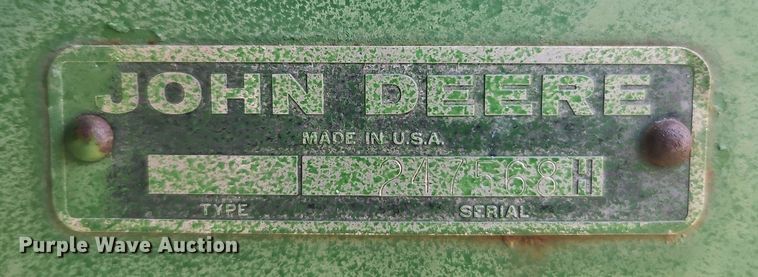 JOHN DEERE
MADE IN U.S.A.
247568H
TYPE SERIAL
Purple Wave Auction